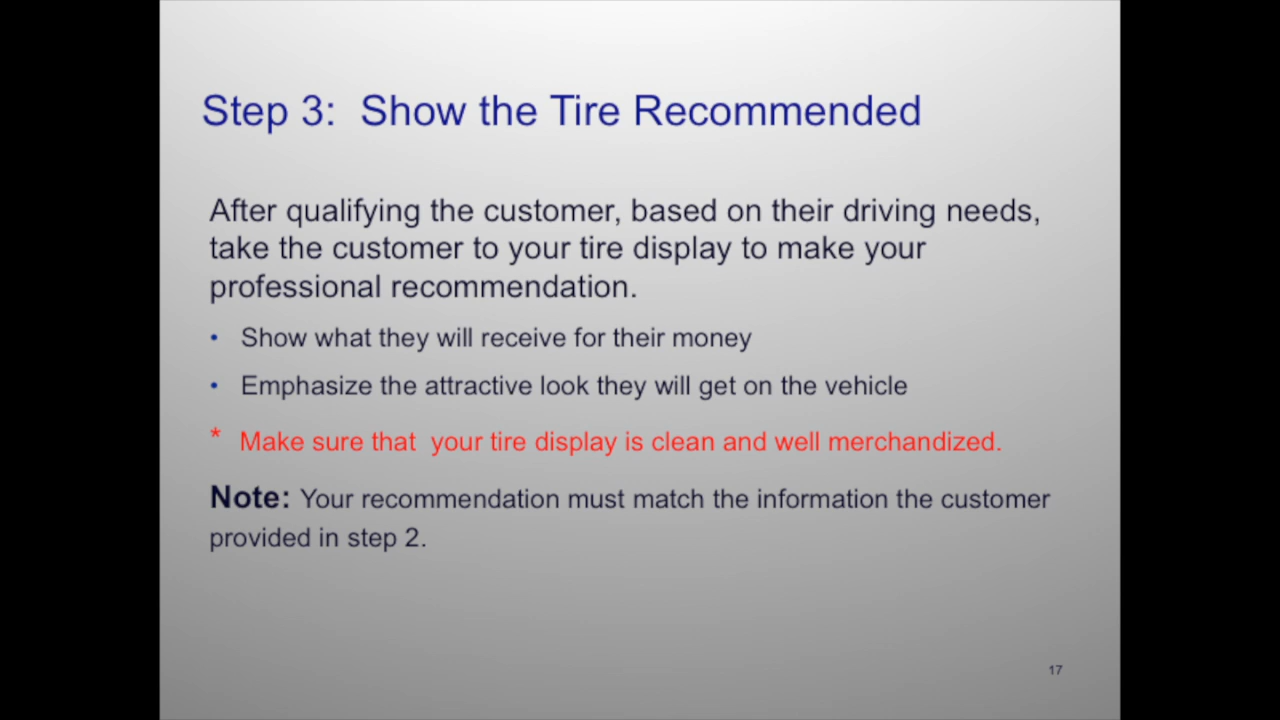 Step 3:  Show the Tire Recommended
After qualifying the customer, based on their driving needs,
take the customer to your tire display to make your
professional recommendation.
• Show what they will receive for their money
• Emphasize the attractive look they will get on the vehicle
* Make sure that  your tire display is clean and well merchandized.
Note: Your recommendation must match the information the customer
provided in step 2.
17